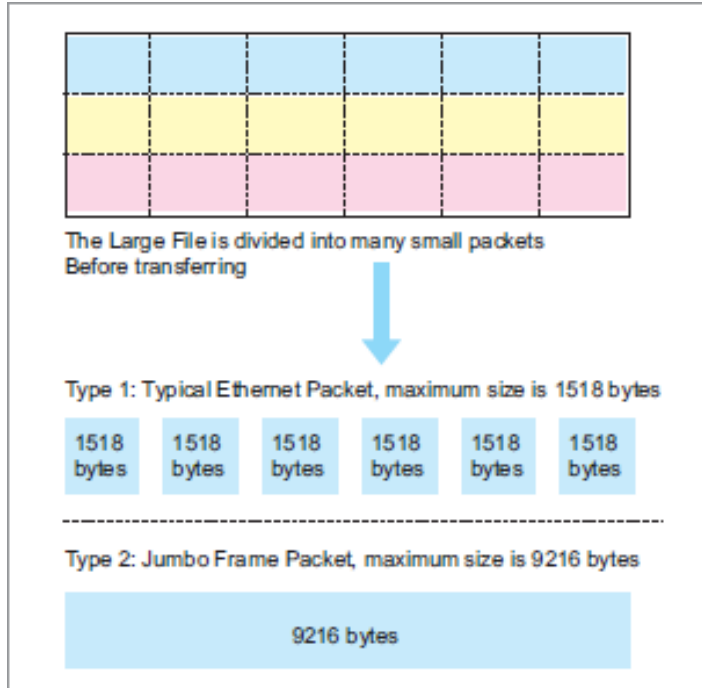 The Large File is divided into many small packets
Before transferring
Type 1: Typical Ethernet Packet, maximum size is 1518 bytes
1518 1518 1518 1518 1518 1518
bytes bytes bytes bytes bytes bytes
Type 2: Jumbo Frame Packet, maximum size is 9216 bytes
9216 bytes